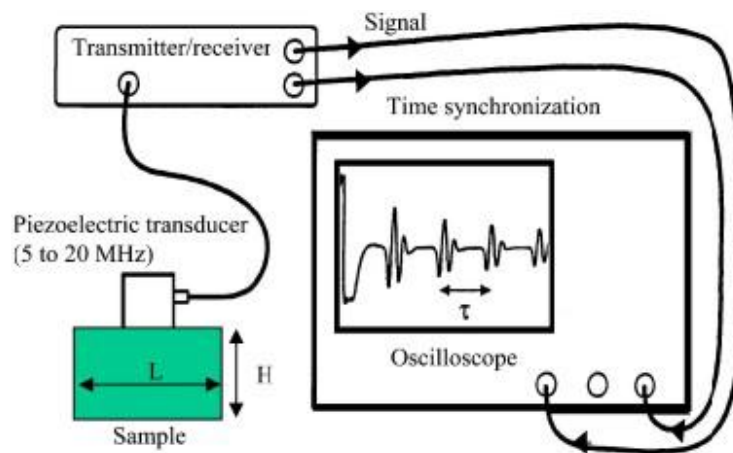 Signal
Transmitter/receiver
Time synchronization
Piezoelectric transducer
(5 to 20 MHz)
τ
L
H
Oscilloscope
Sample